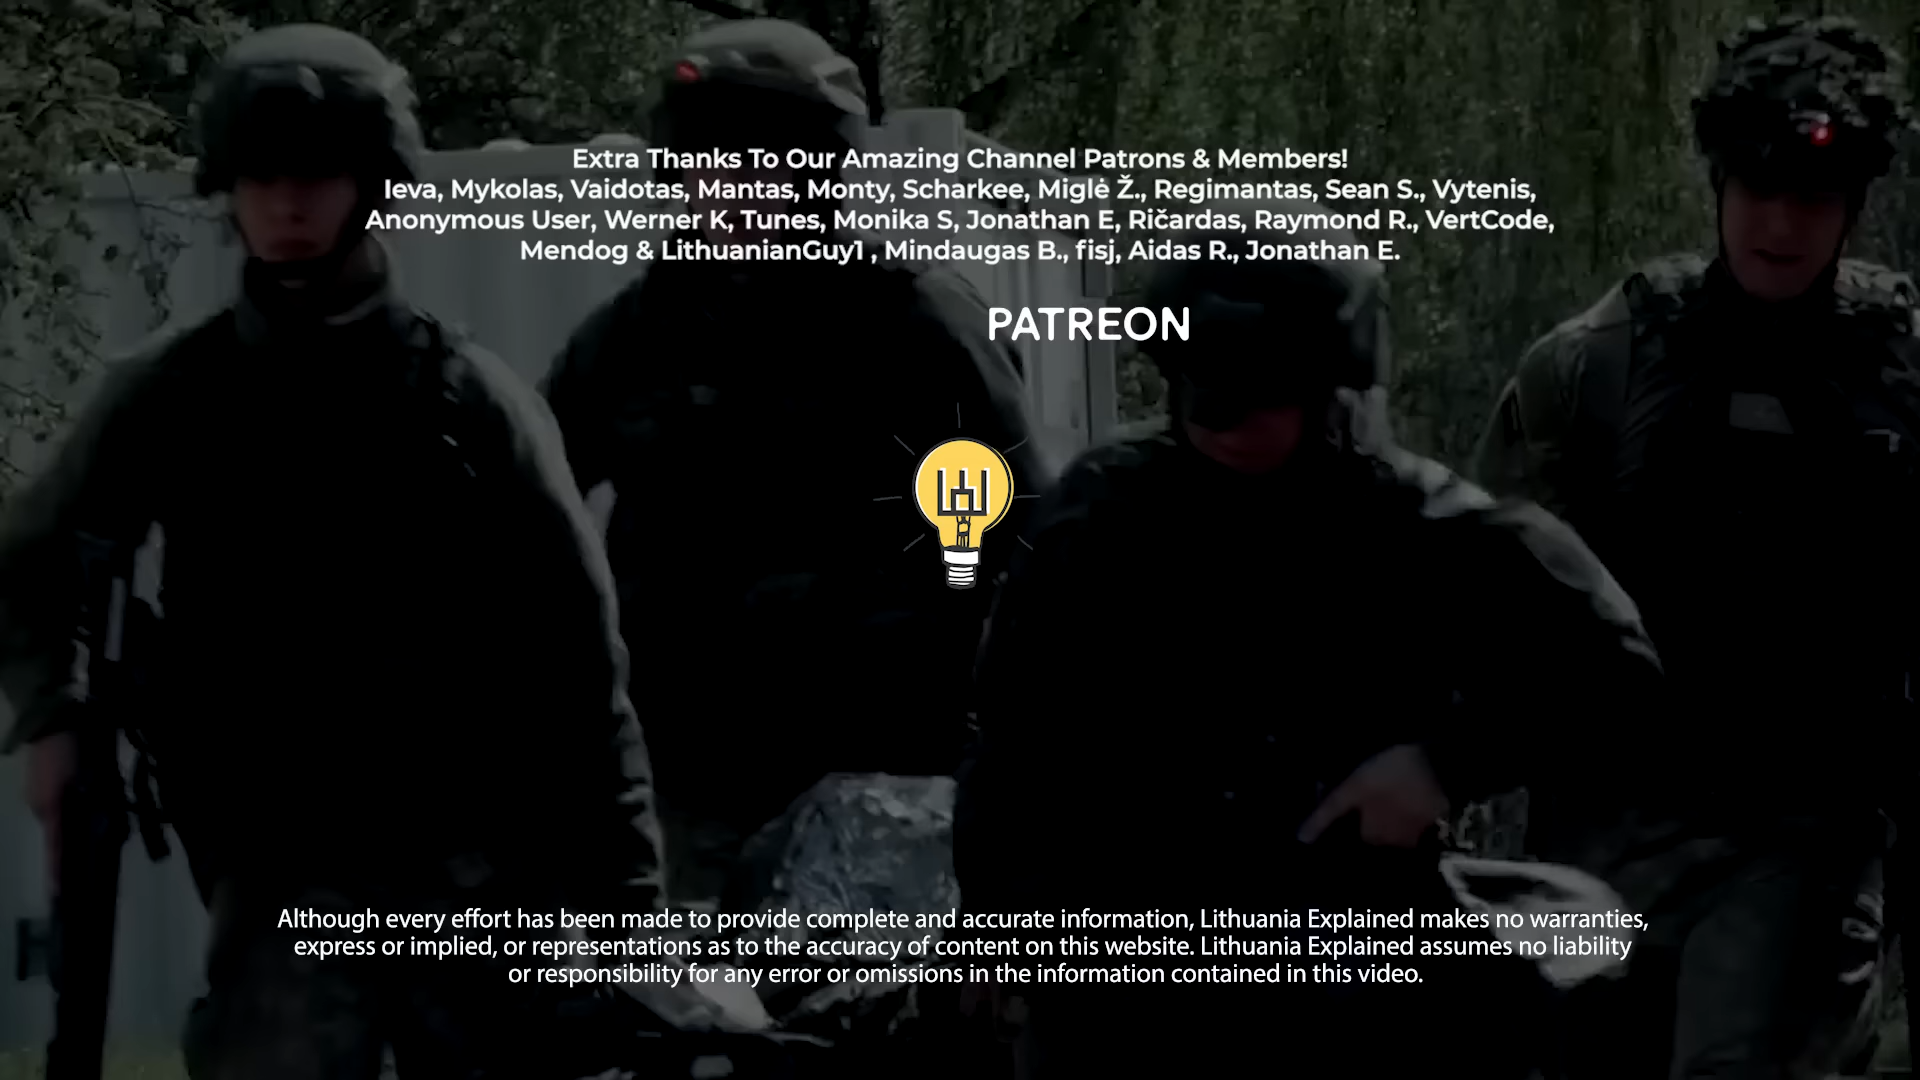 Extra Thanks To Our Amazing Channel Patrons & Members!
Ieva, Mykolas, Vaidotas, Mantas, Monty, Scharkee, Miglė Ž., Regimantas, Sean S., Vytenis,
Anonymous User, Werner K, Tunes, Monika S, Jonathan E, Ričardas, Raymond R., VertCode,
Mendog & LithuanianGuy1 , Mindaugas B., fisj, Aidas R., Jonathan E.
PATREON
Although every effort has been made to provide complete and accurate information, Lithuania Explained makes no warranties,
express or implied, or representations as to the accuracy of content on this website. Lithuania Explained assumes no liability
or responsibility for any error or omissions in the information contained in this video.